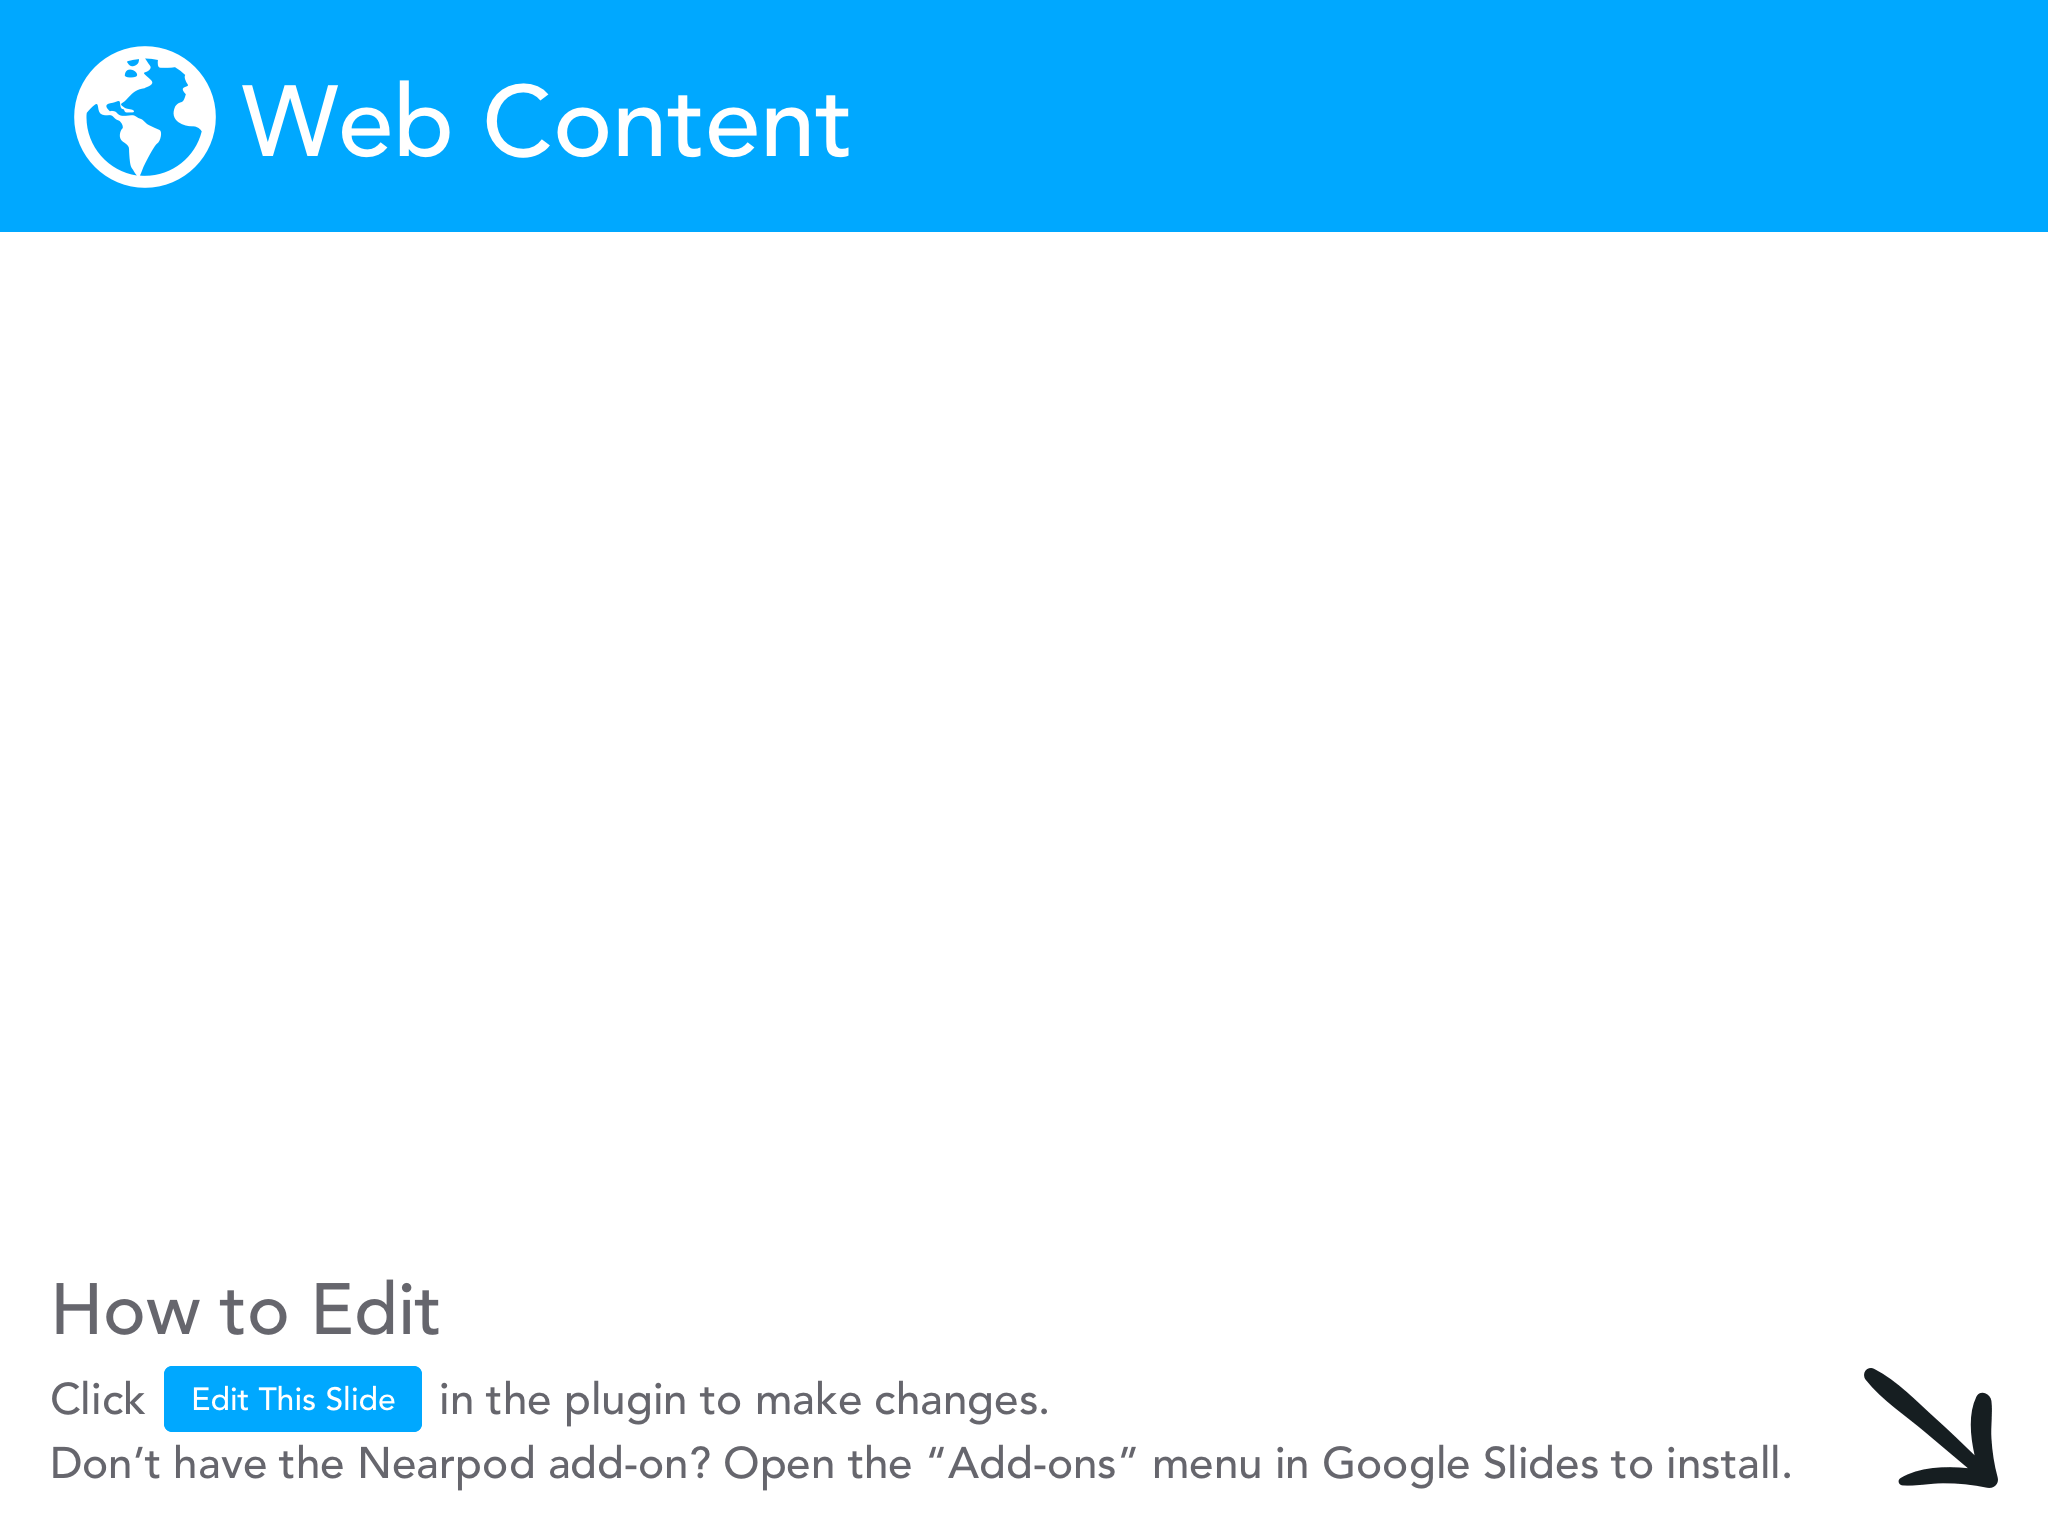 Web Content
How to Edit
Click Edit This Slide in the plugin to make changes.
Don’t have the Nearpod add-on? Open the “Add-ons” menu in Google Slides to install.